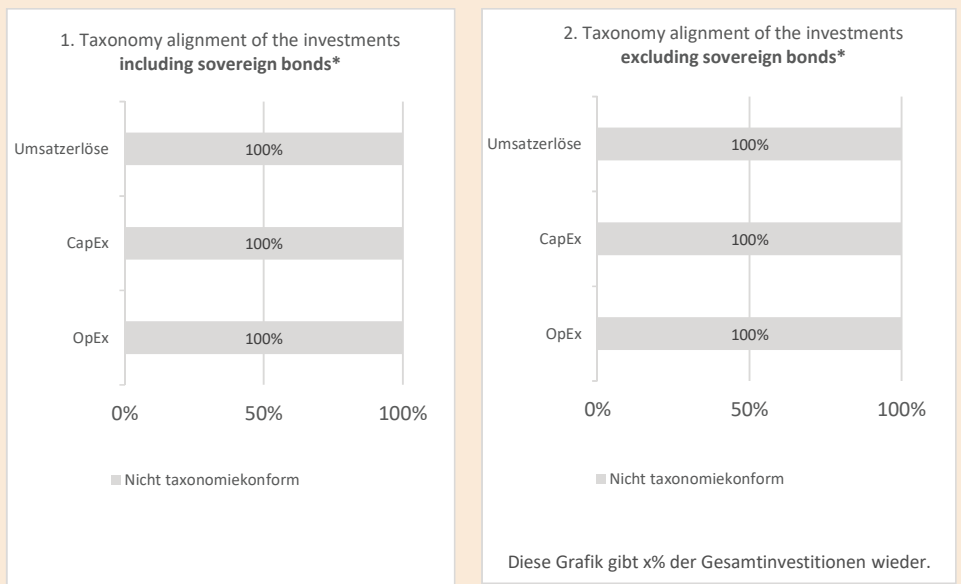 1. Taxonomy alignment of the investments
including sovereign bonds*
Umsatzerlöse
100%
CapEx
100%
OpEx
100%
0% 50% 100%
Nicht taxonomiekonform
2. Taxonomy alignment of the investments
excluding sovereign bonds*
Umsatzerlöse
100%
CapEx
100%
OpEx
100%
0% 50% 100%
Nicht taxonomiekonform
Diese Grafik gibt x% der Gesamtinvestitionen wieder.